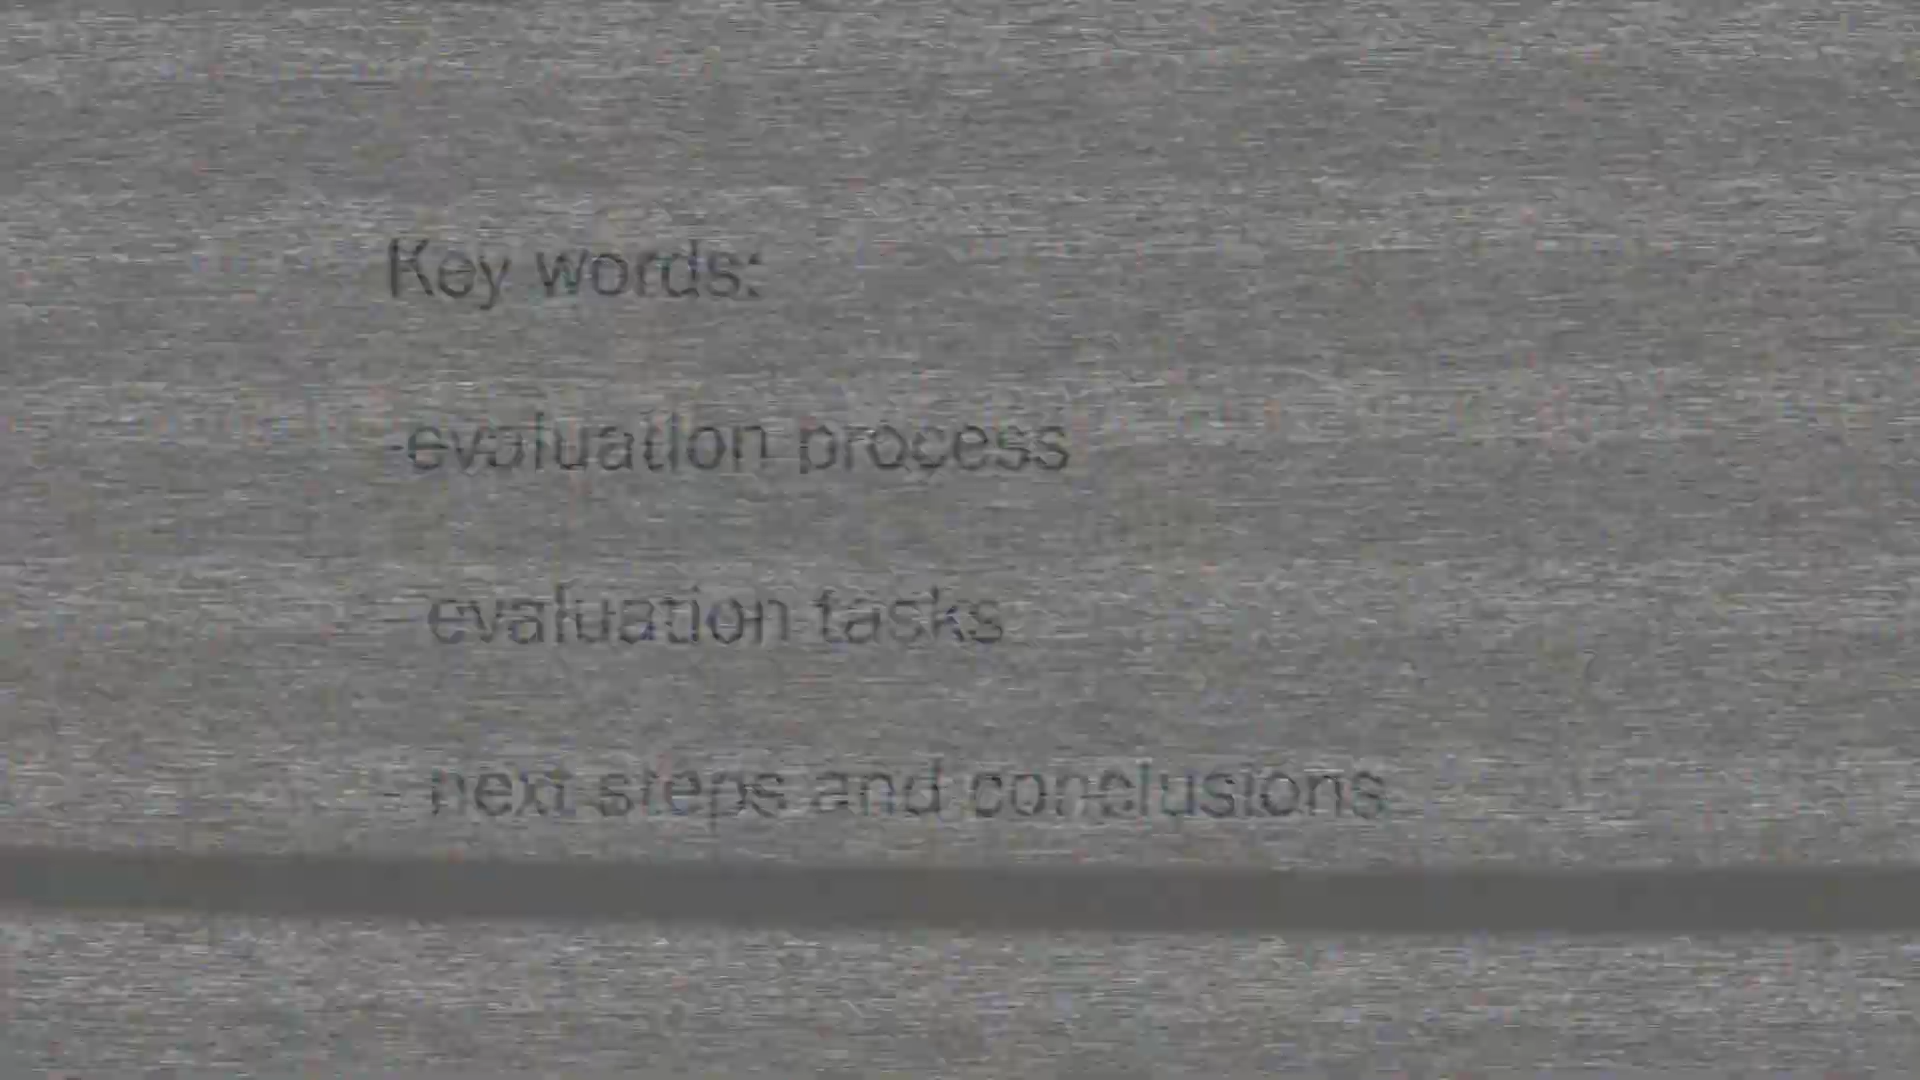 Key words:
-evaluation process
- evaluation tasks
- next steps and conclusions